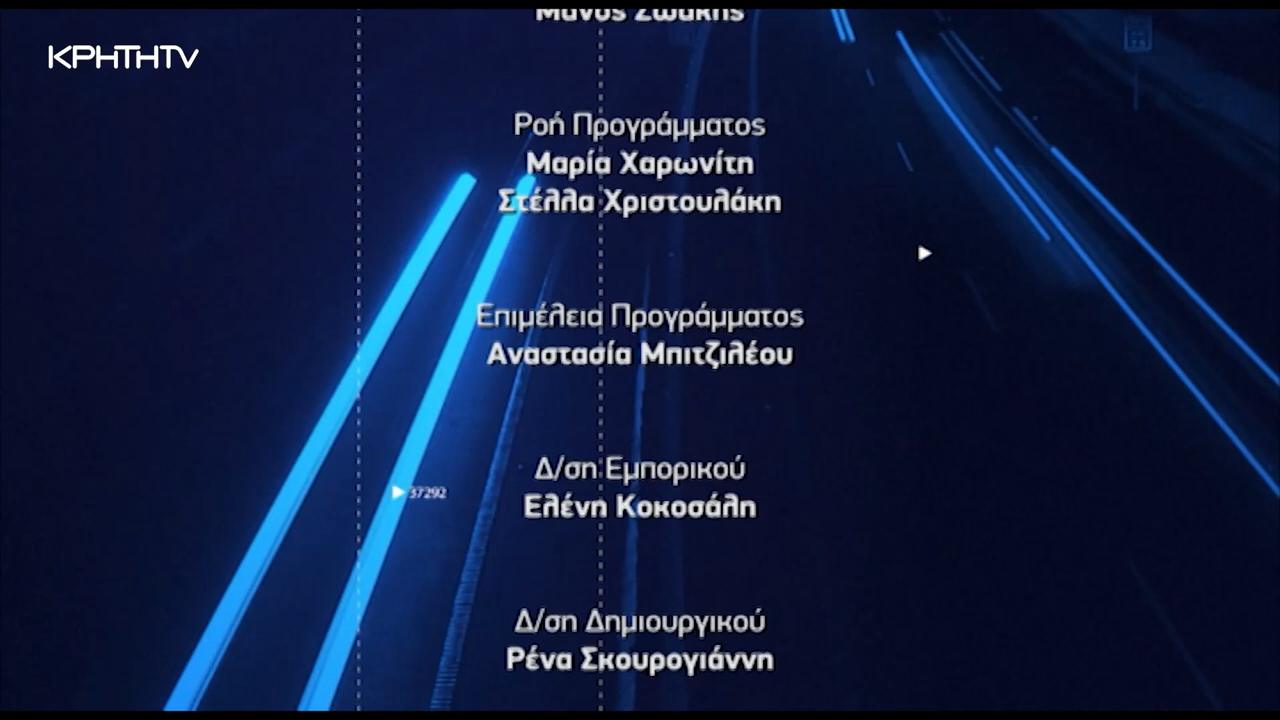 ΚΡΗΤΗTV
Ροή Προγράμματος
Μαρία Χαρωνίτη
Στέλλα Χριστουλάκη
Επιμέλεια Προγράμματος
Αναστασία Μπιτζιλέου
37292
Δ/ση Εμπορικού
Ελένη Κοκοσάλη
Δ/ση Δημιουργικού
Ρένα Σκουρογιάννη